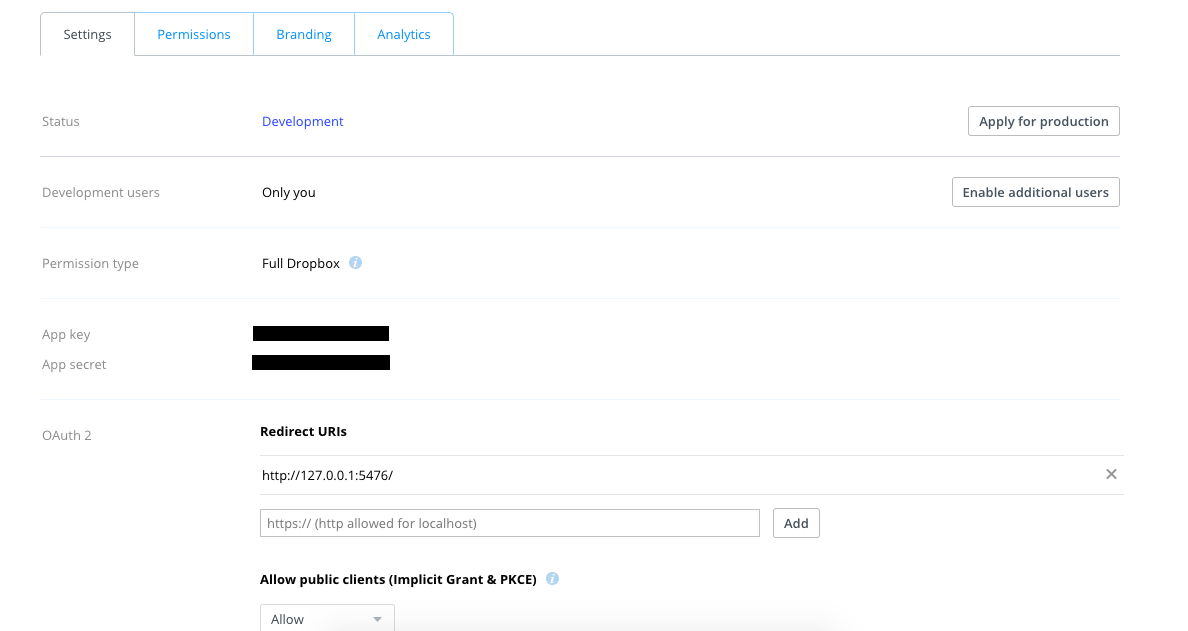 Settings Permissions Branding Analytics
Status Development Apply for production
Development users Only you Enable additional users
Permission type Full Dropbox i
App key
App secret
OAuth 2 Redirect URIs
http://127.0.0.1:5476/
https:// (http allowed for localhost) Add
Allow public clients (Implicit Grant & PKCE) i
Allow